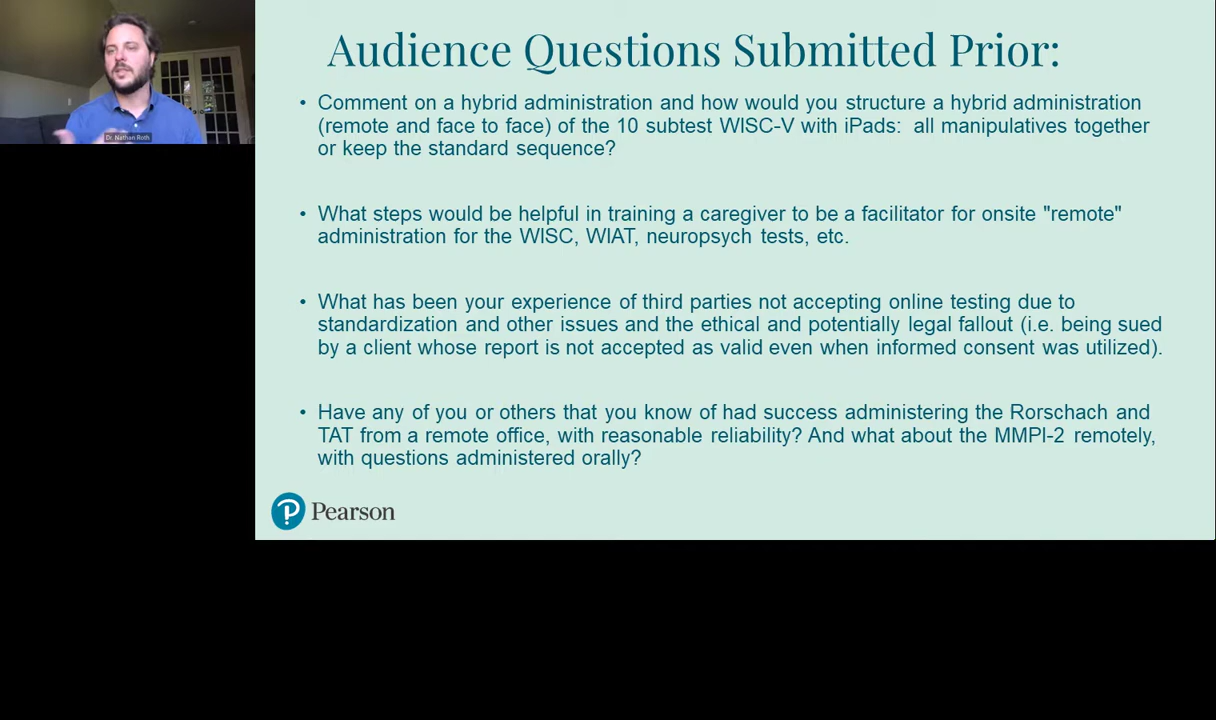 Audience Questions Submitted Prior:
Dr. Nathan Roth
• Comment on a hybrid administration and how would you structure a hybrid administration
(remote and face to face) of the 10 subtest WISC-V with iPads:  all manipulatives together
or keep the standard sequence?
• What steps would be helpful in training a caregiver to be a facilitator for onsite "remote"
administration for the WISC, WIAT, neuropsych tests, etc.
• What has been your experience of third parties not accepting online testing due to
standardization and other issues and the ethical and potentially legal fallout (i.e. being sued
by a client whose report is not accepted as valid even when informed consent was utilized).
• Have any of you or others that you know of had success administering the Rorschach and
TAT from a remote office, with reasonable reliability? And what about the MMPI-2 remotely,
with questions administered orally?
Pearson